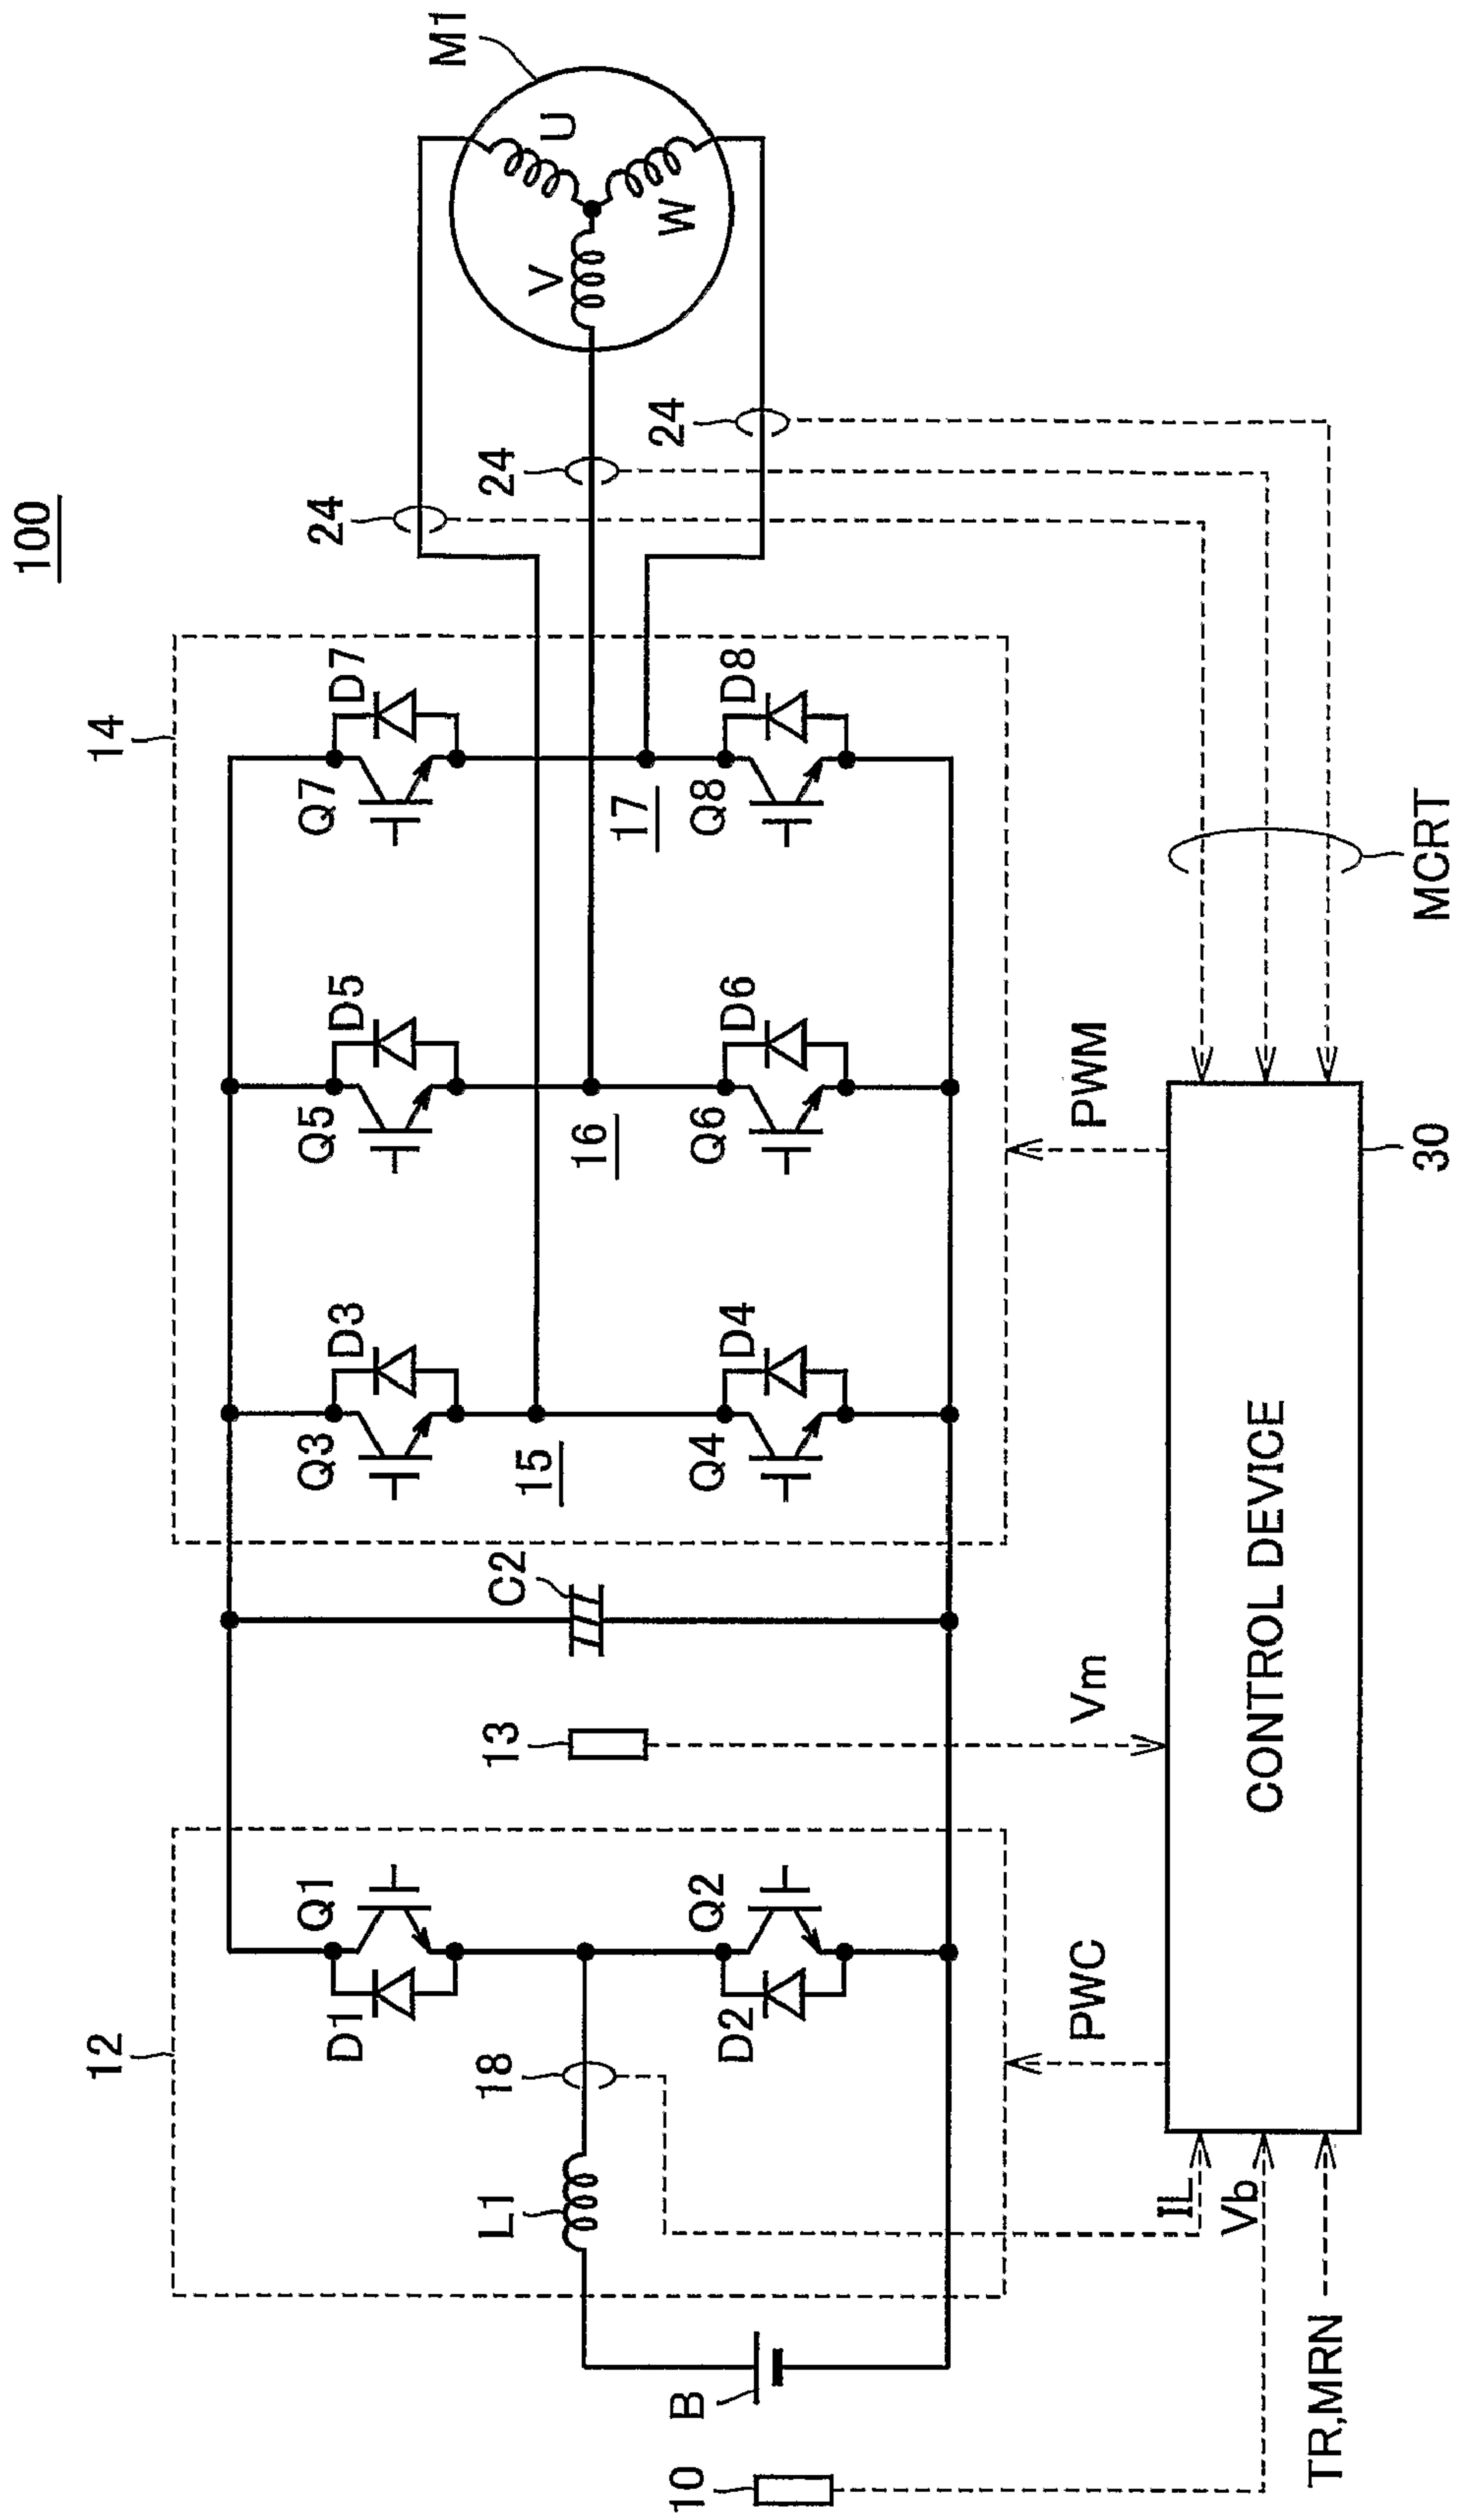 100
12
14
M1
24
24
24
U
V
W
D1
Q1
Q3
D3
Q5
D5
Q7
D7
C2
13
L1
18
15
16
17
D2
Q2
Q4
D4
Q6
D6
Q8
D8
B
10
PWC
Vm
PWM
IL
Vb
TR,MRN
CONTROL DEVICE
30
MCRT